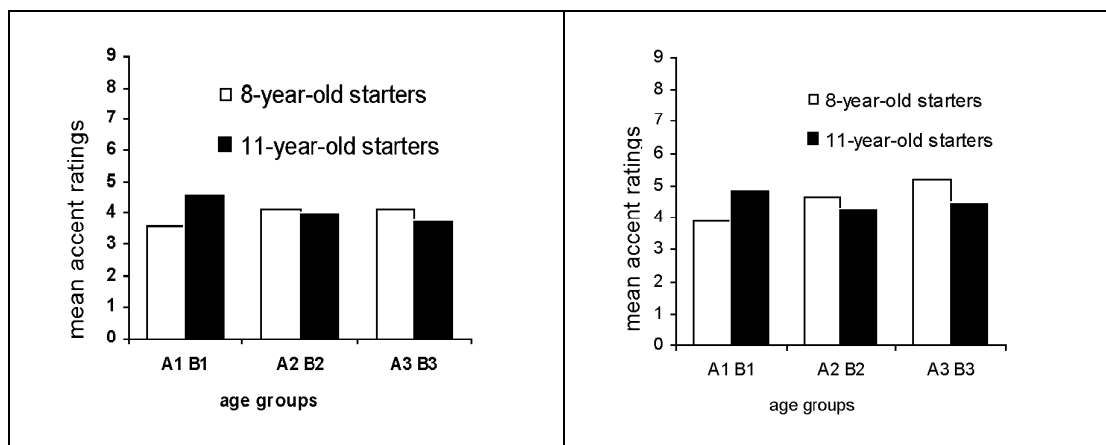 9
8
7
6
5
4
3
2
1
0
mean accent ratings
8-year-old starters
11-year-old starters
A1 B1 A2 B2 A3 B3
age groups
9
8
7
6
5
4
3
2
1
0
mean accent ratings
8-year-old starters
11-year-old starters
A1 B1 A2 B2 A3 B3
age groups